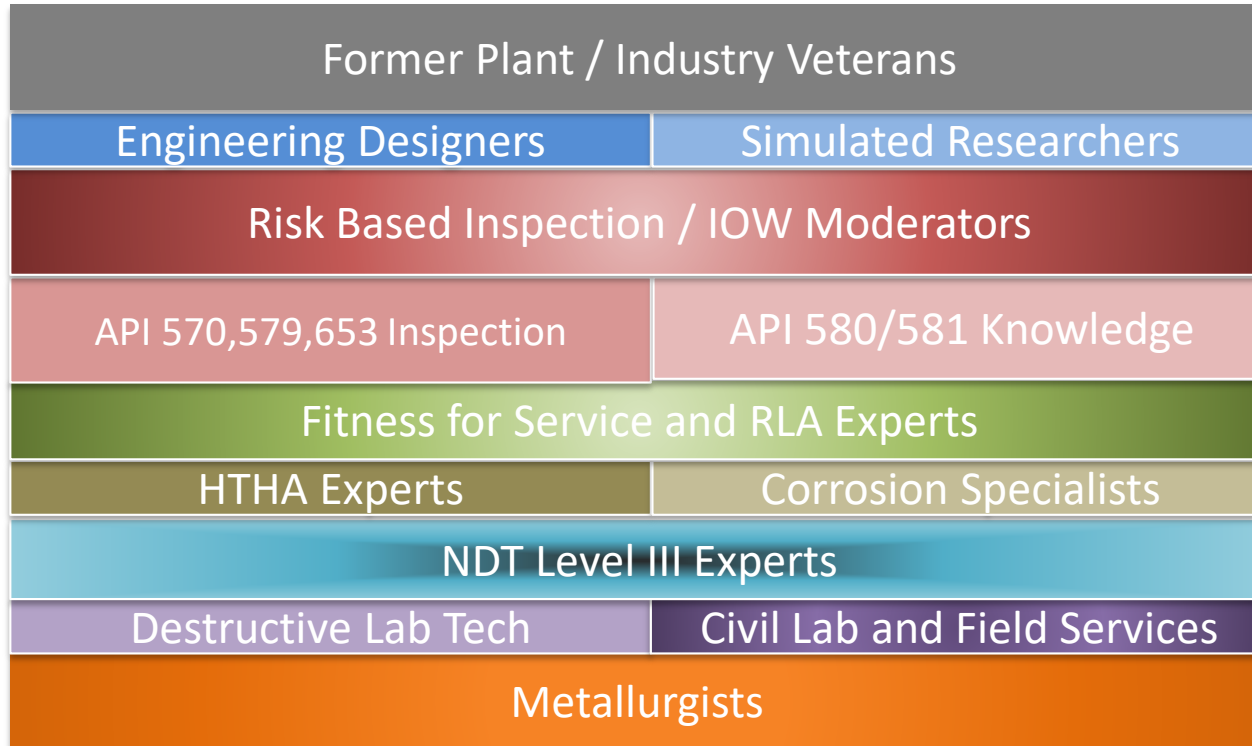 Former Plant / Industry Veterans
Engineering Designers
Simulated Researchers
Risk Based Inspection / IOW Moderators
API 570,579,653 Inspection
API 580/581 Knowledge
Fitness for Service and RLA Experts
HTHA Experts
Corrosion Specialists
NDT Level III Experts
Destructive Lab Tech
Civil Lab and Field Services
Metallurgists